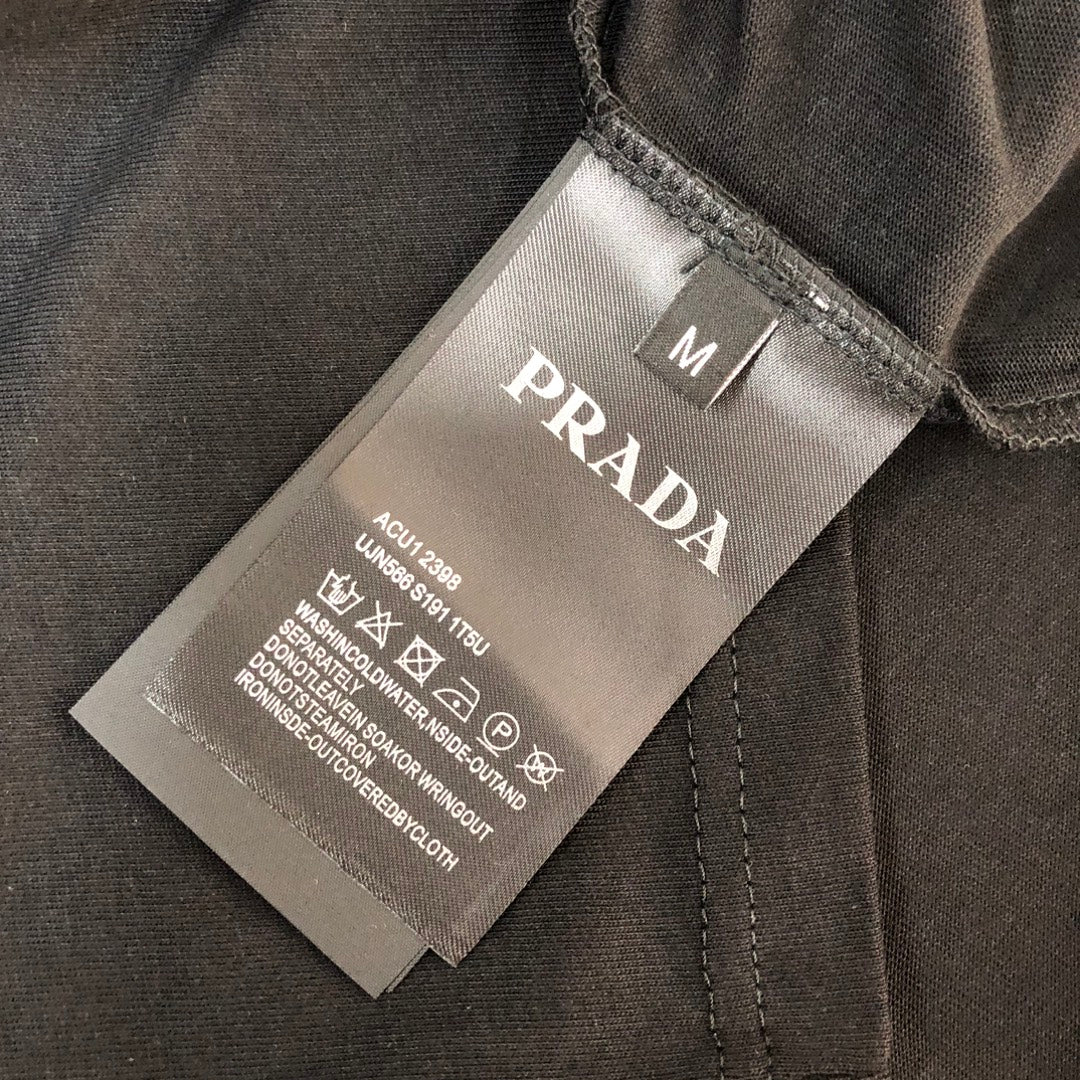 M
PRADA
ACU1 2398
UJN566 S191 1T5U
P
WASHINCOLDWATER,NSIDE-OUTAND
SEPARATELY
DONOTLEAVEIN SOAKOR WRINGOUT
DONOTSTEAMIRON
IRONINSDE-OUTCOVEREDBYCLOTH